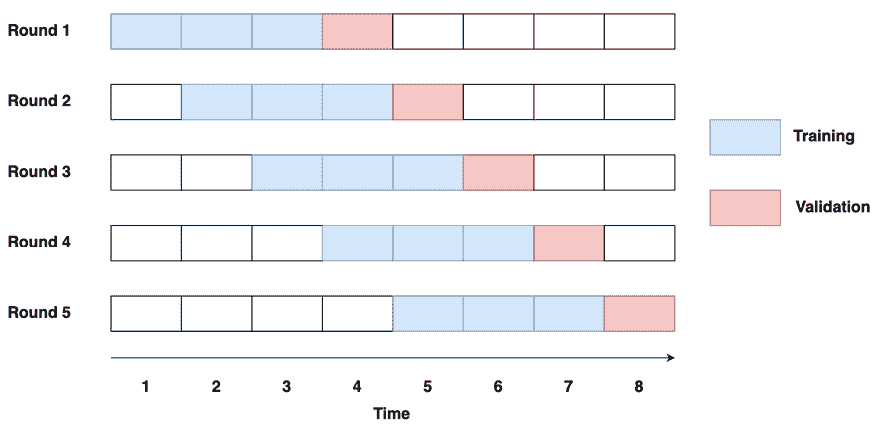 Round 1
Round 2
Training
Round 3
Validation
Round 4
Round 5
1 2 3 4 5 6 7 8
Time